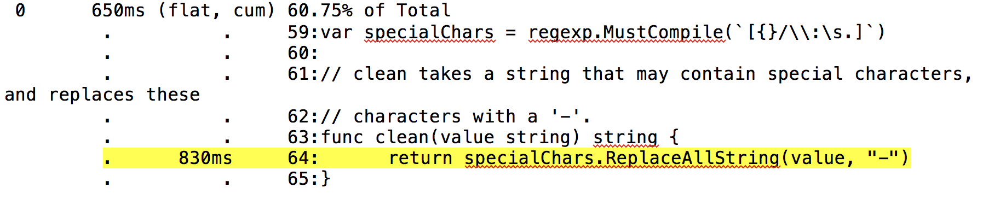 0      650ms (flat, cum) 60.75% of Total
.          .     59:var specialChars = regexp.MustCompile(`[{}/\\:\s.]`)
.          .     60:
.          .     61:// clean takes a string that may contain special characters,
and replaces these
.          .     62:// characters with a '-'.
.          .     63:func clean(value string) string {
.      830ms     64:      return specialChars.ReplaceAllString(value, "-")
.          .     65:}